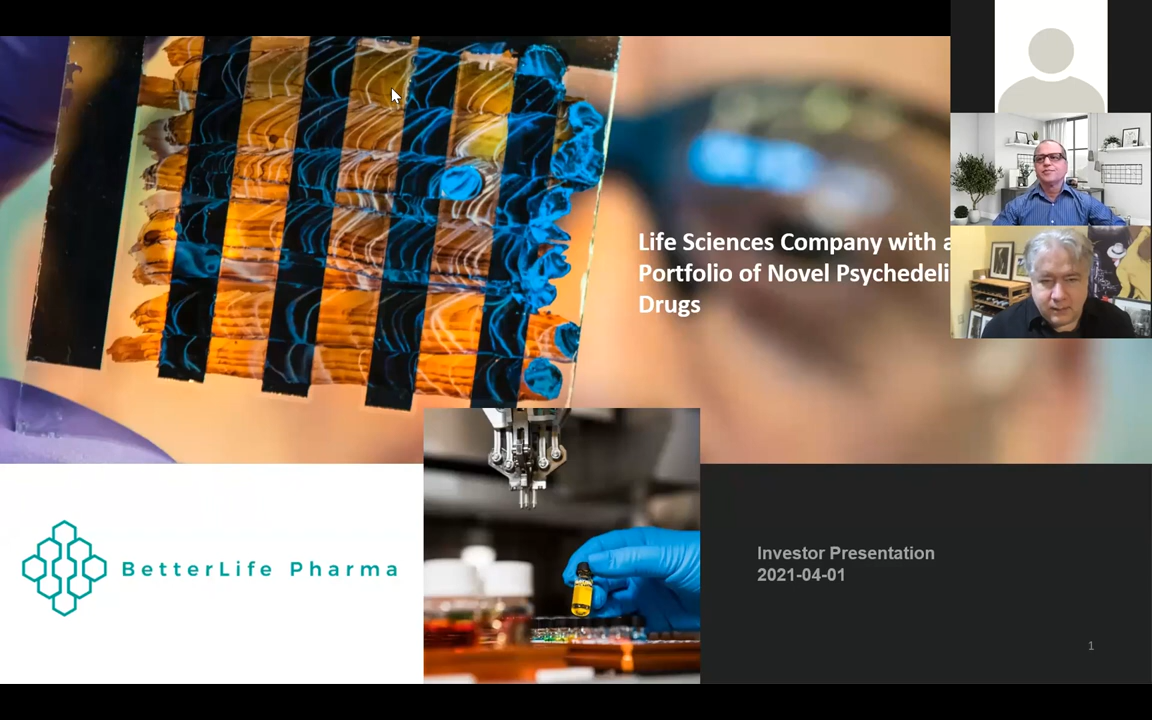 Life Sciences Company with a
Portfolio of Novel Psychedeli
Drugs
BetterLife Pharma
Investor Presentation
2021-04-01
1